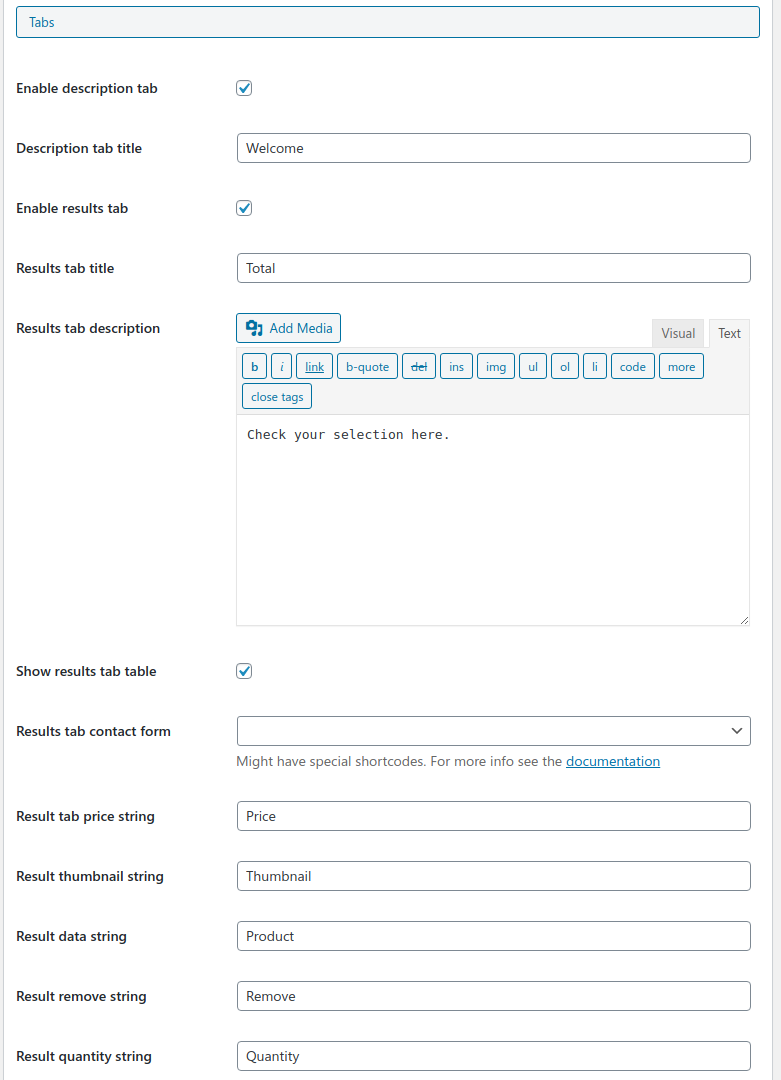 Tabs
Enable description tab
Description tab title Welcome
Enable results tab
Results tab title Total
Results tab description Add Media Visual Text
b i link b-quote del ins img ul ol li code more
close tags
Check your selection here.
Show results tab table
Results tab contact form
Might have special shortcodes. For more info see the documentation
Result tab price string Price
Result thumbnail string Thumbnail
Result data string Product
Result remove string Remove
Result quantity string Quantity